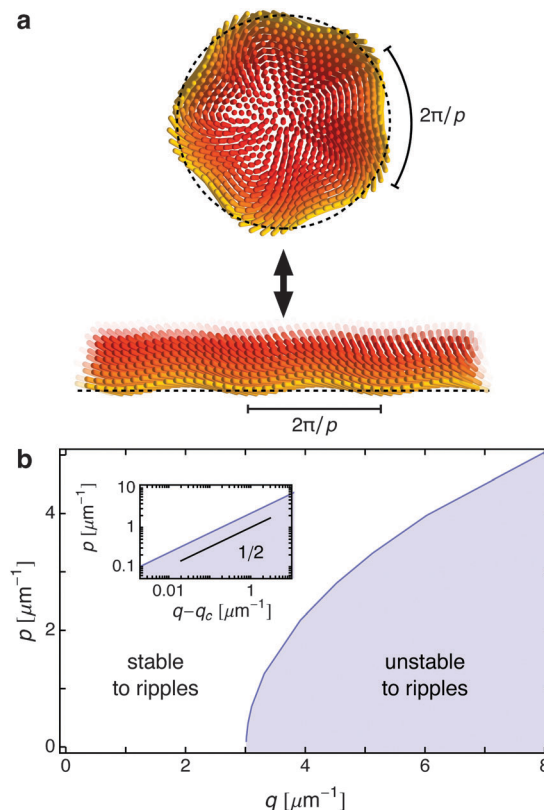 a
2π/p
2π/p
b
p [μm⁻¹]
4
2
0
10
1
0.1
1/2
0.01
1
q−q_c [μm⁻¹]
stable
to ripples
unstable
to ripples
0
2
4
6
8
q [μm⁻¹]